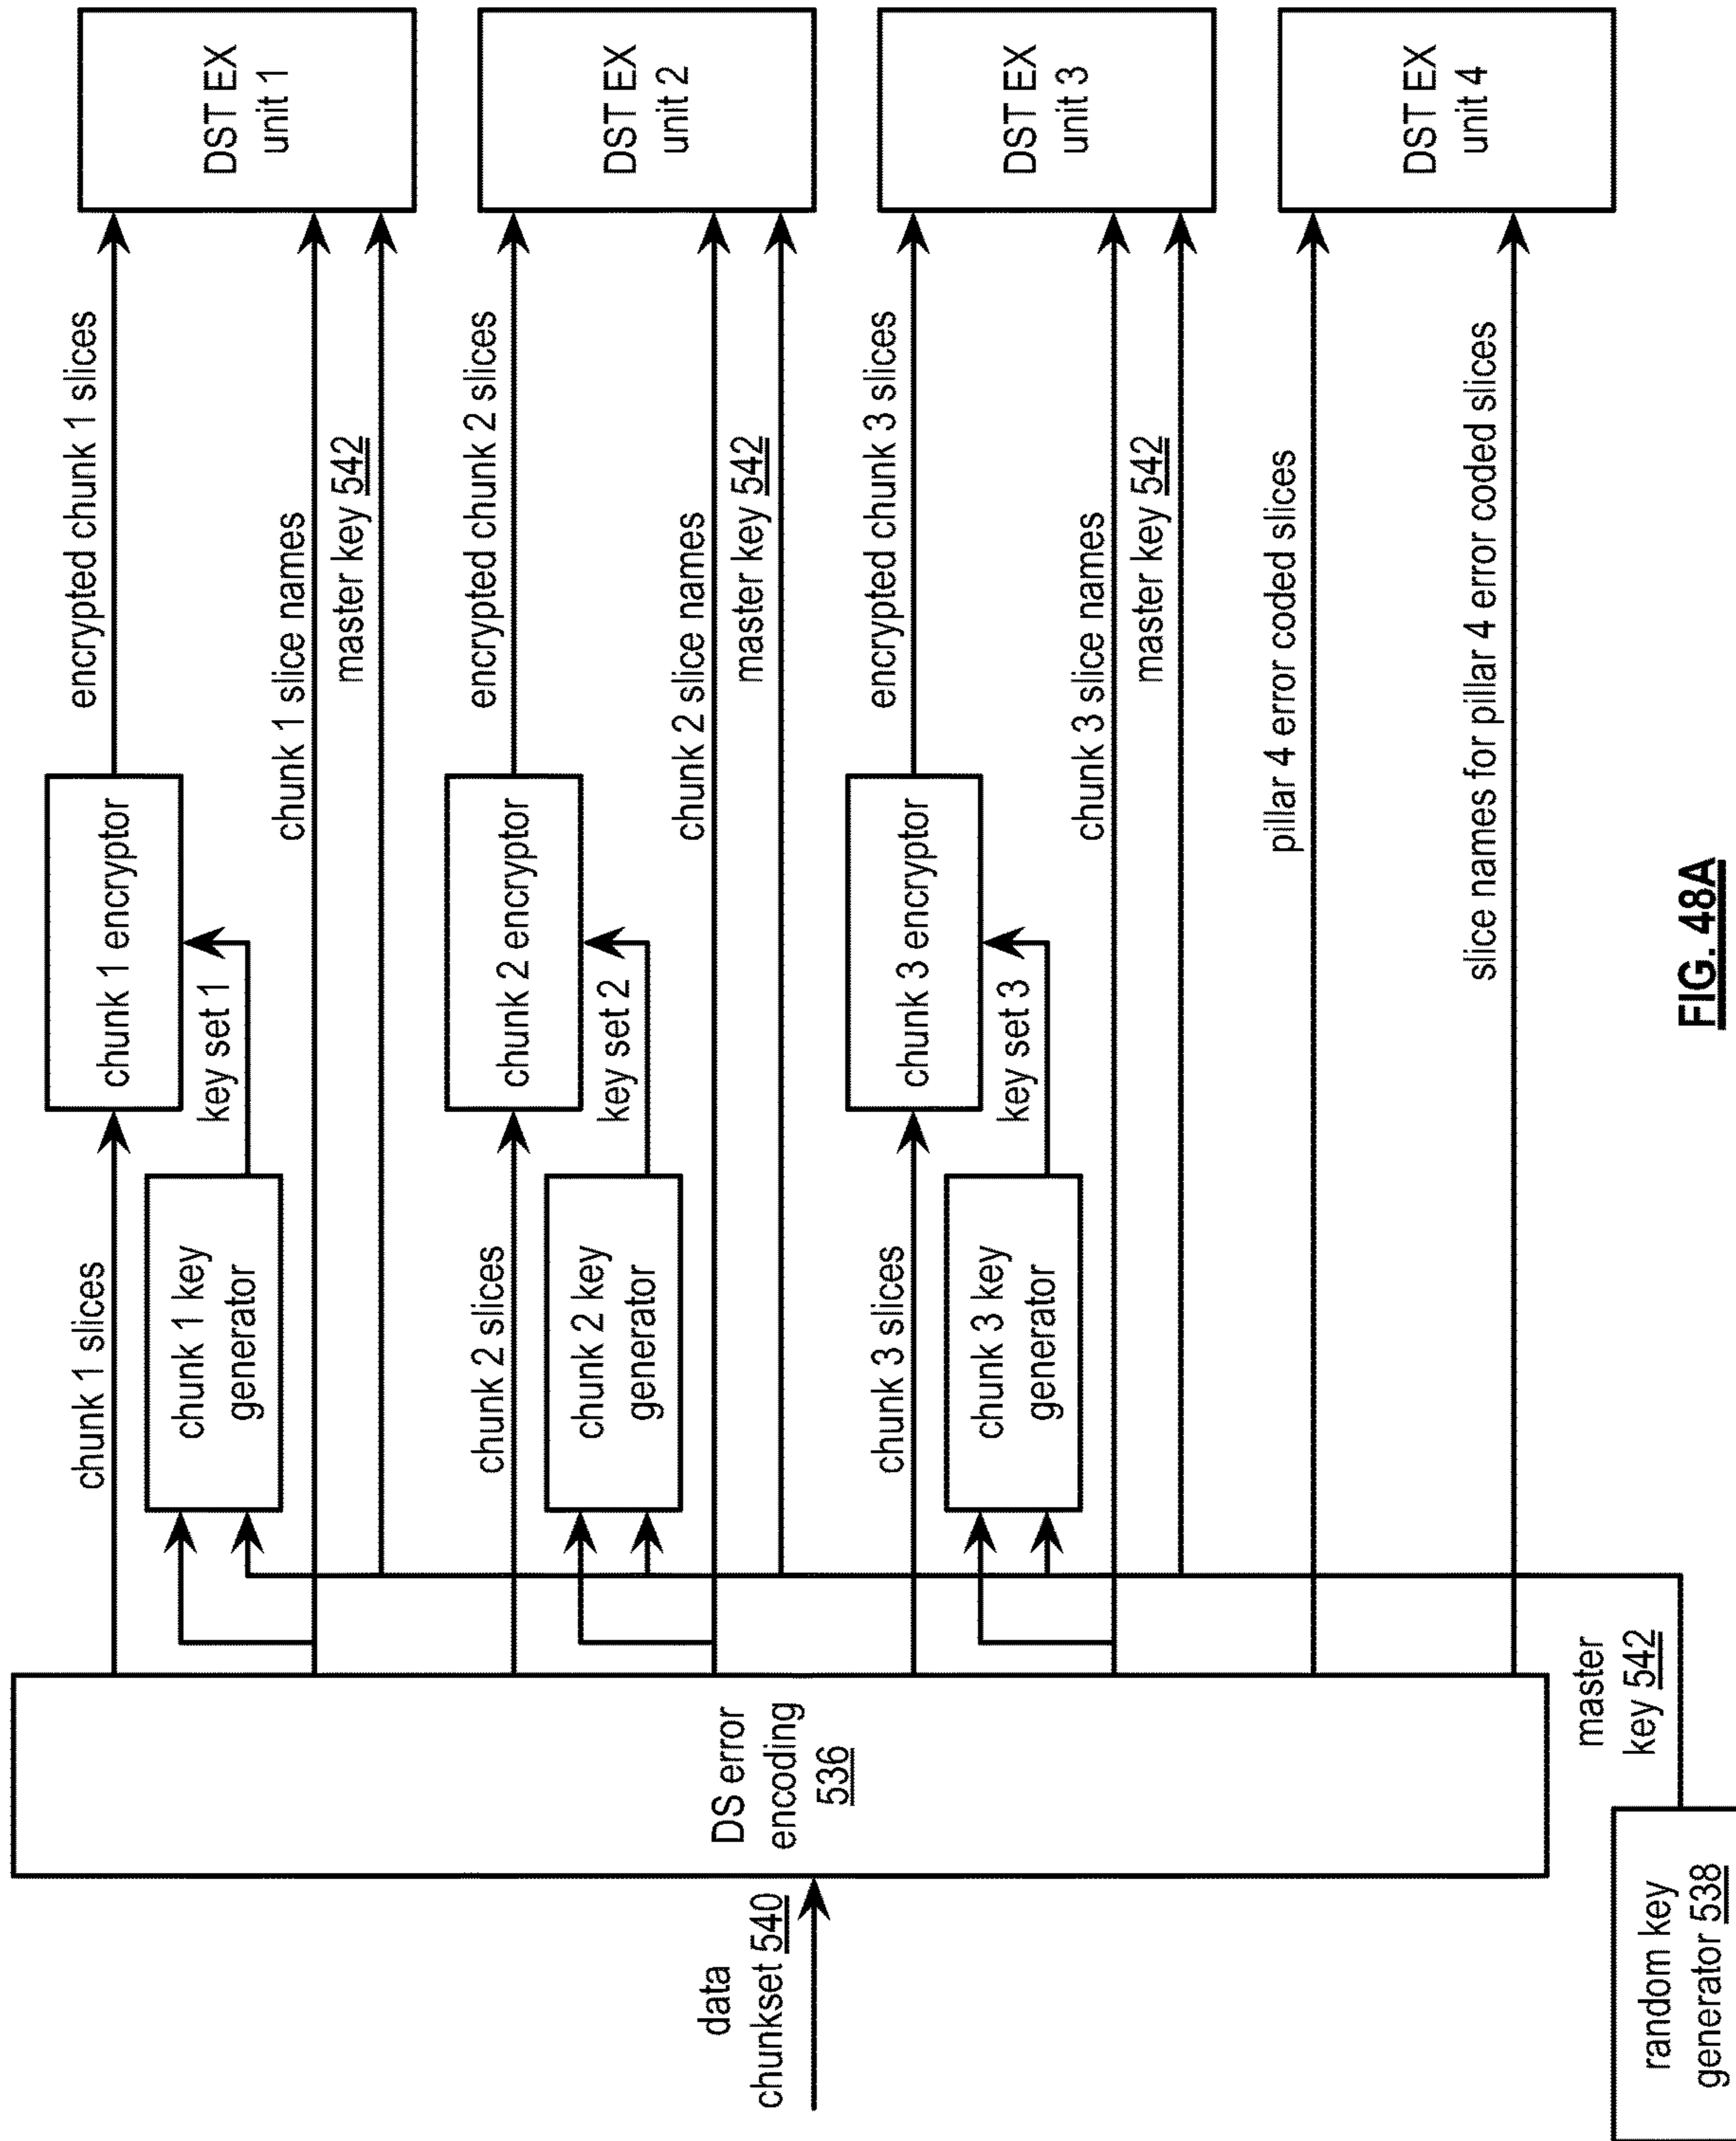 data
chunkset 540
random key
generator 538
DS error
encoding
536
master
key 542
chunk 1 slices
chunk 1 key
generator
key set 1
chunk 1 encryptor
encrypted chunk 1 slices
chunk 1 slice names
master key 542
DST EX
unit 1
chunk 2 slices
chunk 2 key
generator
key set 2
chunk 2 encryptor
encrypted chunk 2 slices
chunk 2 slice names
master key 542
DST EX
unit 2
chunk 3 slices
chunk 3 key
generator
key set 3
chunk 3 encryptor
encrypted chunk 3 slices
chunk 3 slice names
master key 542
DST EX
unit 3
pillar 4 error coded slices
slice names for pillar 4 error coded slices
DST EX
unit 4
FIG. 48A